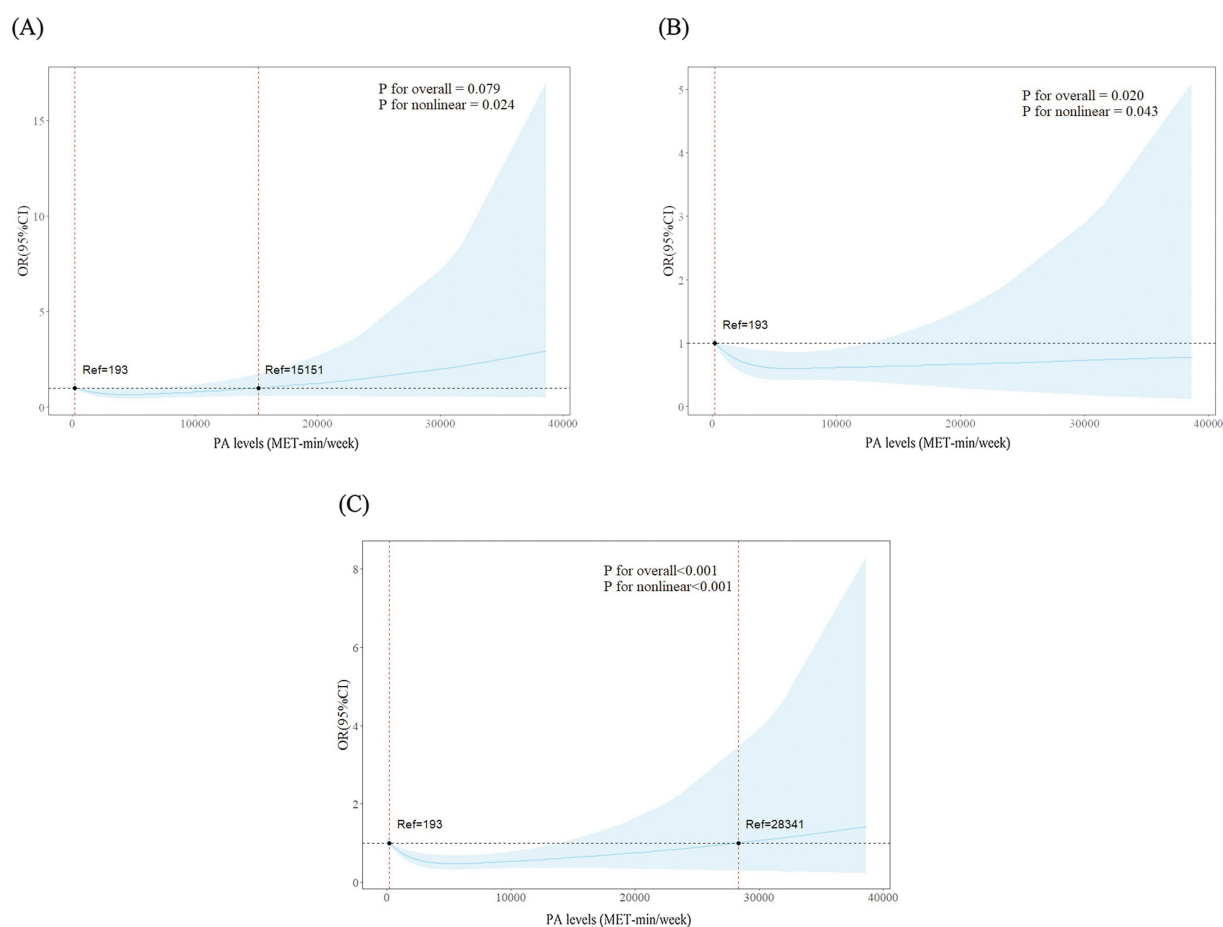 (A)
P for overall = 0.079
P for nonlinear = 0.024
15
10
5
0
OR(95%CI)
Ref=193
Ref=15151
0 10000 20000 30000 40000
PA levels (MET-min/week)
(B)
P for overall = 0.020
P for nonlinear = 0.043
5
4
3
2
1
0
OR(95%CI)
Ref=193
0 10000 20000 30000 40000
PA levels (MET-min/week)
(C)
P for overall<0.001
P for nonlinear<0.001
8
6
4
2
0
OR(95%CI)
Ref=193
Ref=28341
0 10000 20000 30000 40000
PA levels (MET-min/week)